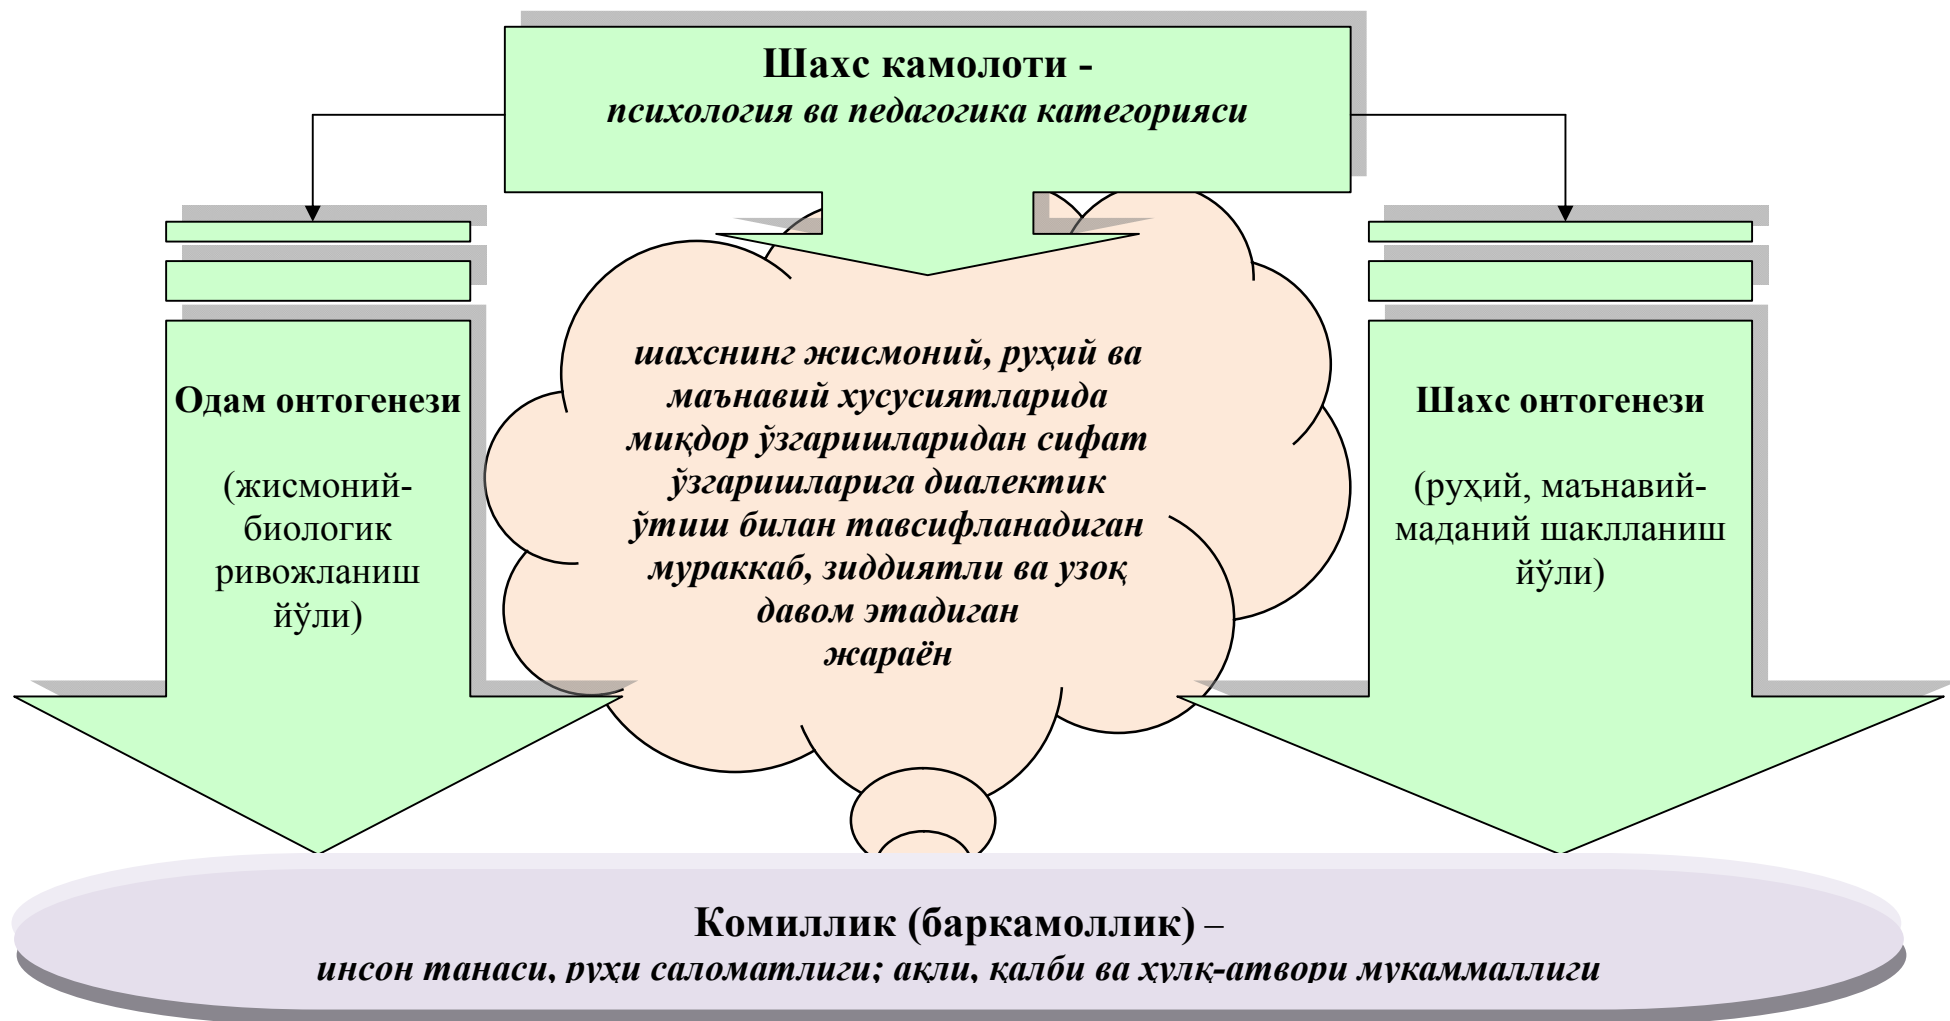 Шахс камолоти -
психология ва педагогика категорияси
Одам онтогенези
(жисмоний-
биологик
ривожланиш
йўли)
шахснинг жисмоний, руҳий ва
маънавий хусусиятларида
миқдор ўзгаришларидан сифат
ўзгаришларига диалектик
ўтиш билан тавсифланадиган
мураккаб, зиддиятли ва узоқ
давом этадиган
жараён
Шахс онтогенези
(руҳий, маънавий-
маданий шаклланиш
йўли)
Комиллик (баркамоллик) –
инсон танаси, руҳи саломатлиги; ақли, қалби ва ҳулқ-атвори мукаммаллиги